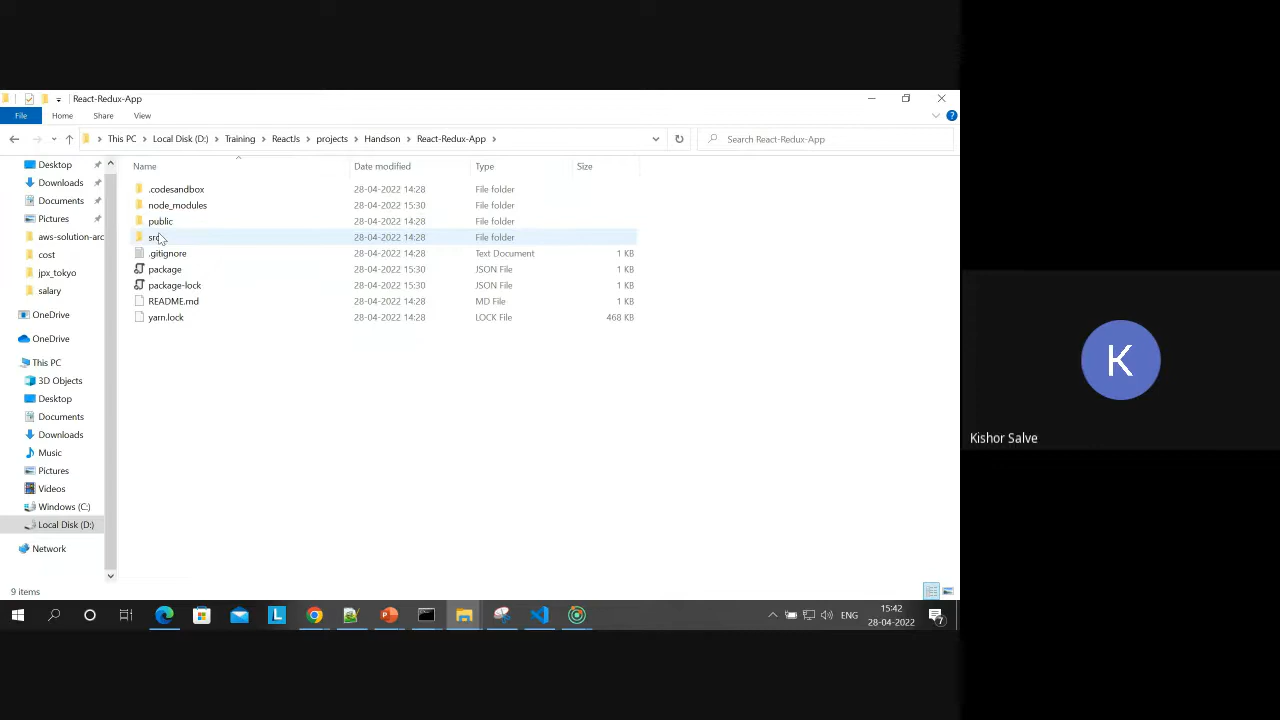 React-Redux-App
File Home Share View
This PC Local Disk (D:) Training ReactJs projects Handson React-Redux-App
Search React-Redux-App
Name Date modified Type Size
.codesandbox 28-04-2022 14:28 File folder
node_modules 28-04-2022 15:30 File folder
public 28-04-2022 14:28 File folder
src 28-04-2022 14:28 File folder
.gitignore 28-04-2022 14:28 Text Document 1 KB
package 28-04-2022 15:30 JSON File 1 KB
package-lock 28-04-2022 15:30 JSON File 1 KB
README.md 28-04-2022 14:28 MD File 1 KB
yarn.lock 28-04-2022 14:28 LOCK File 468 KB
Desktop
Downloads
Documents
Pictures
aws-solution-arc
cost
jpx_tokyo
salary
OneDrive
OneDrive
This PC
3D Objects
Desktop
Documents
Downloads
Music
Pictures
Videos
Windows (C:)
Local Disk (D:)
Network
9 items
L
ENG
15:42
28-04-2022
7
K
Kishor Salve